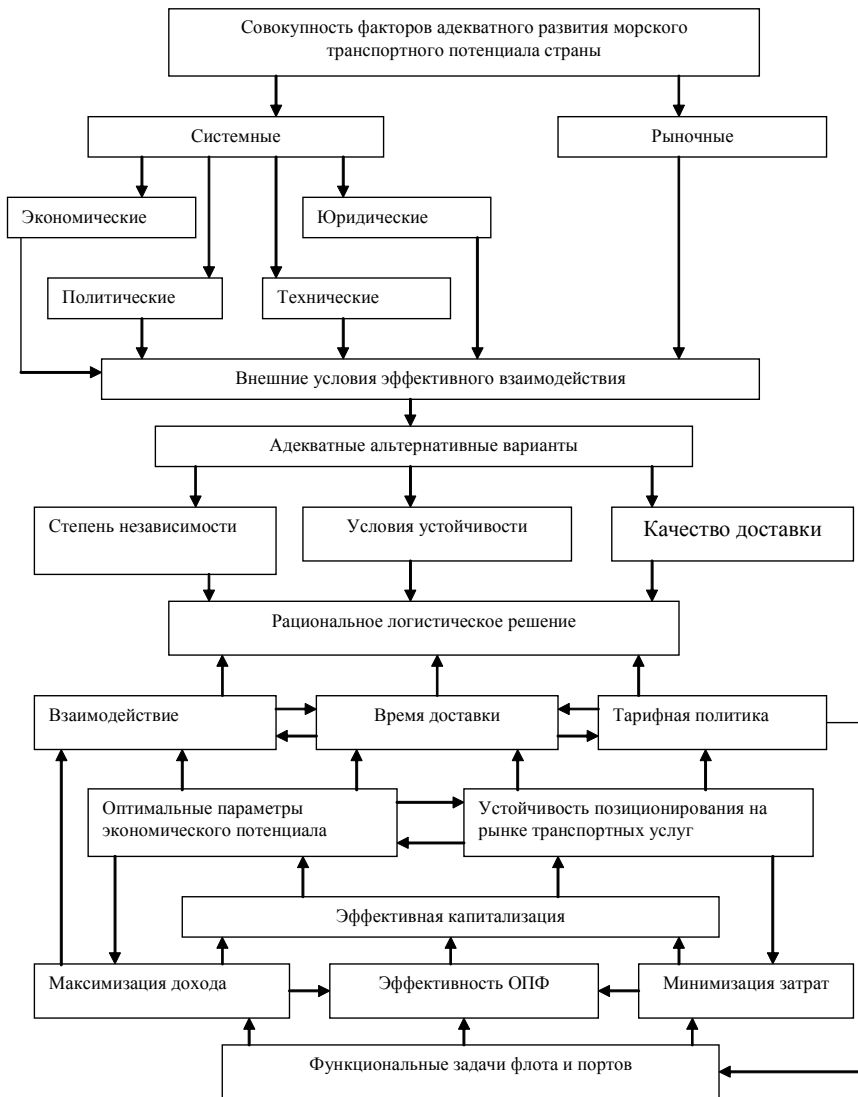 Совокупность факторов адекватного развития морского
транспортного потенциала страны
Системные
Рыночные
Экономические
Юридические
Политические
Технические
Внешние условия эффективного взаимодействия
Адекватные альтернативные варианты
Степень независимости
Условия устойчивости
Качество доставки
Рациональное логистическое решение
Взаимодействие
Время доставки
Тарифная политика
Оптимальные параметры
экономического потенциала
Устойчивость позиционирования на
рынке транспортных услуг
Эффективная капитализация
Максимизация дохода
Эффективность ОПФ
Минимизация затрат
Функциональные задачи флота и портов